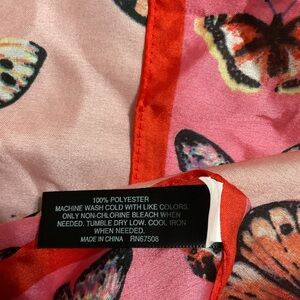 100% POLYESTER
MACHINE WASH COLD WITH LIKE COLORS.
ONLY NON-CHLORINE BLEACH WHEN
NEEDED. TUMBLE DRY LOW. COOL IRON
WHEN NEEDED.
MADE IN CHINA RN67508